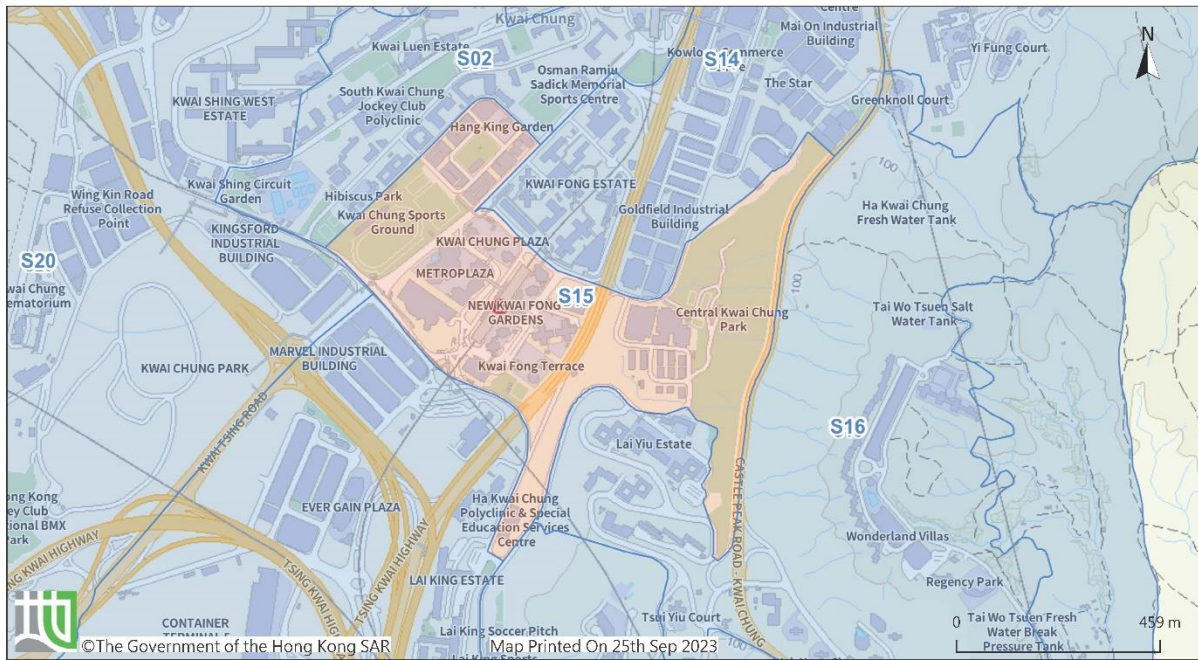 Kwai Chung
Kwai Luen Estate
S02
Kowloon Commerce
Centre
S14
Mai On Industrial
Building
The Star
Yi Fung Court
N
Greenknoll Court
Osman Ramju
Sadick Memorial
Sports Centre
South Kwai Chung
Jockey Club
Polyclinic
KWAI SHING WEST
ESTATE
Hang King Garden
Kwai Shing Circuit
Garden
Hibiscus Park
KWAI FONG ESTATE
Wing Kin Road
Refuse Collection
Point
Kwai Chung Sports
Ground
Goldfield Industrial
Building
100
Ha Kwai Chung
Fresh Water Tank
KINGSFORD
INDUSTRIAL
BUILDING
KWAI CHUNG PLAZA
S20
METROPLAZA
100
NEW KWAI FONG
GARDENS
S15
Central Kwai Chung
Park
Tai Wo Tsuen Salt
Water Tank
MARVEL INDUSTRIAL
BUILDING
KWAI CHUNG PARK
Kwai Fong Terrace
KWAI TSING ROAD
S16
Lai Yiu Estate
CASTLE PEAK ROAD - KWAI CHUNG
EVER GAIN PLAZA
Ha Kwai Chung
Polyclinic & Special
Education Services
Centre
Wonderland Villas
TSING KWAI HIGHWAY
TSING KWAI HIGHWAY
LAI KING ESTATE
Regency Park
Tsui Yiu Court
CONTAINER
Lai King Soccer Pitch
Tai Wo Tsuen Fresh
Water Break
Pressure Tank
0
459 m
©The Government of the Hong Kong SAR
Map Printed On 25th Sep 2023